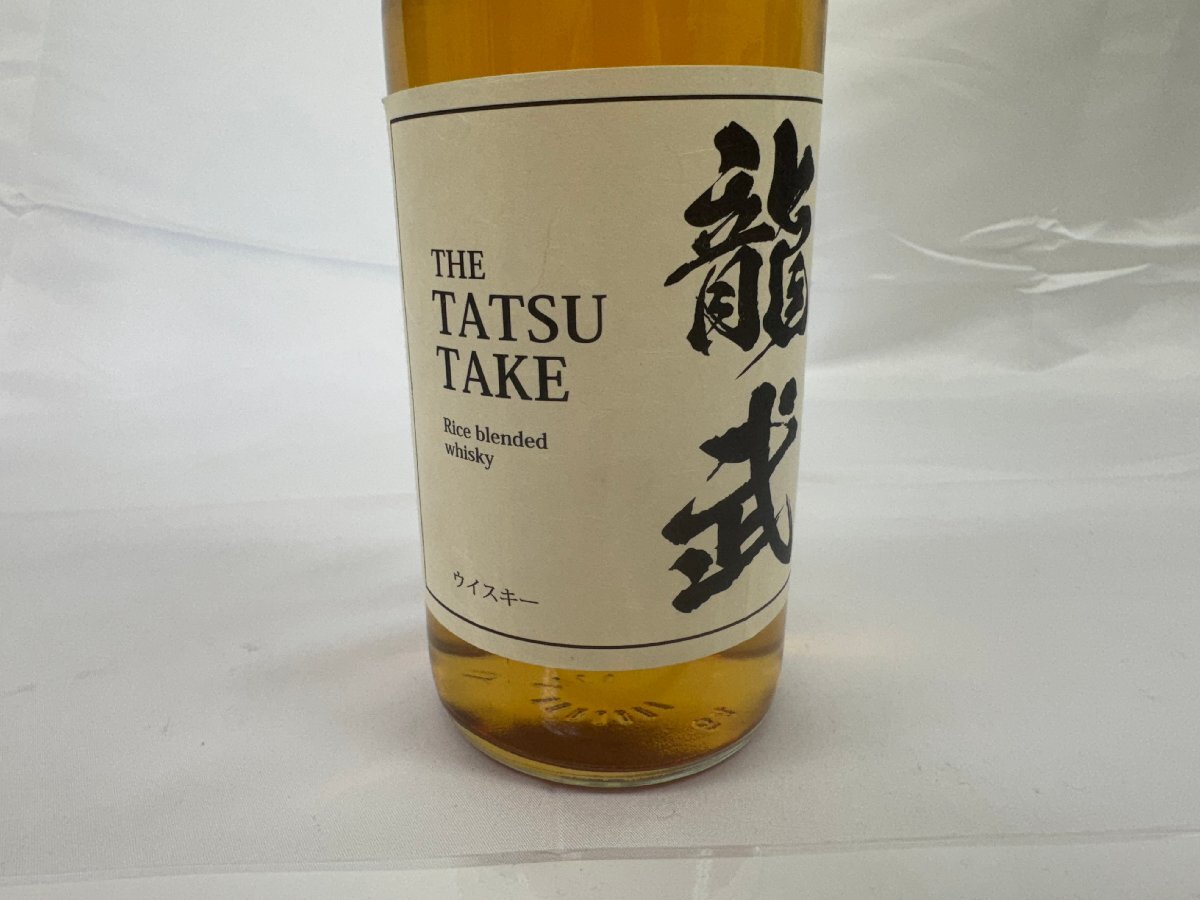 THE
TATSU
TAKE
Rice blended
whisky
ウイスキー
龍武